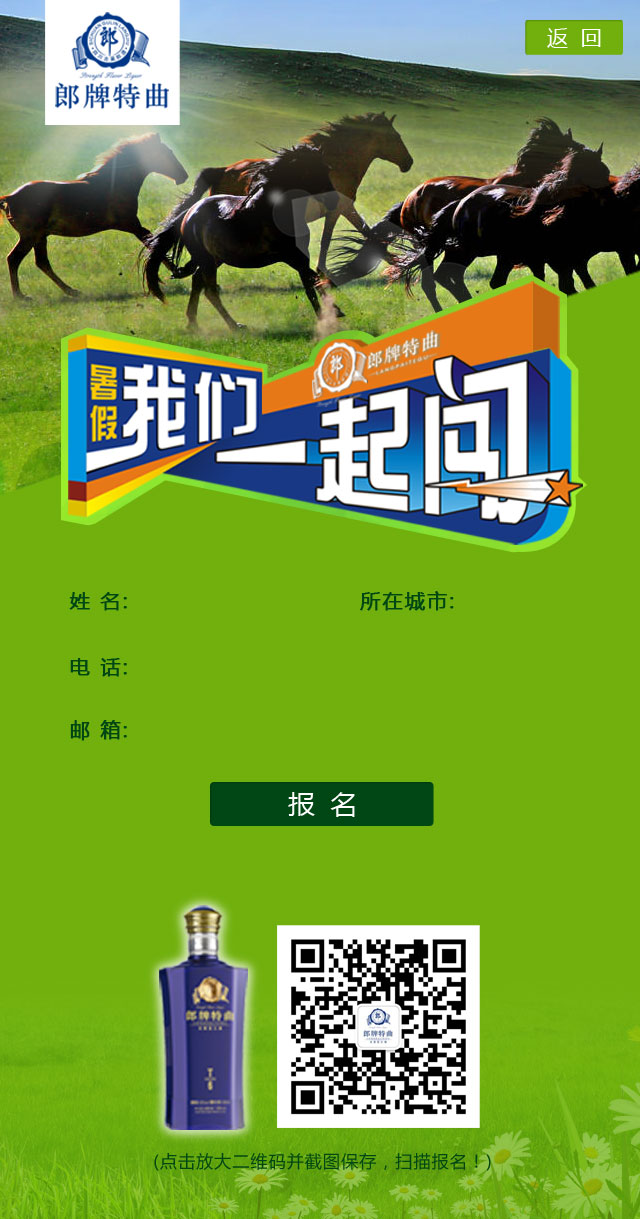 返 回
郎
Strength Flavor Liquor
郎牌特曲
郎
郎牌特曲
LANGPAITEQU
暑假
我们
一起闯
姓 名:
所在城市:
电 话:
邮 箱:
报 名
郎牌特曲
T
6
郎
郎牌特曲
(点击放大二维码并截图保存，扫描报名！)